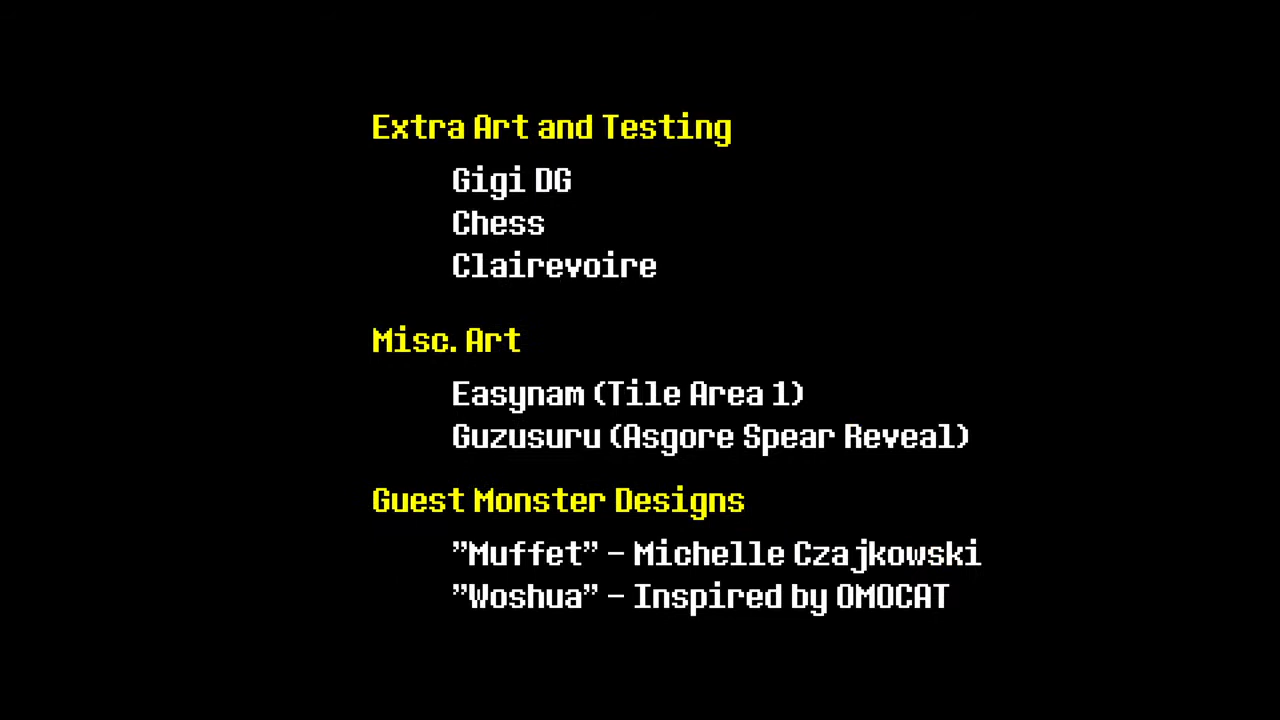 Extra Art and Testing
Gigi DG
Chess
Clairevoire
Misc. Art
Easynam (Tile Area 1)
Guzusuru (Asgore Spear Reveal)
Guest Monster Designs
”Muffet” - Michelle Czajkowski
”Woshua” - Inspired by OMOCAT